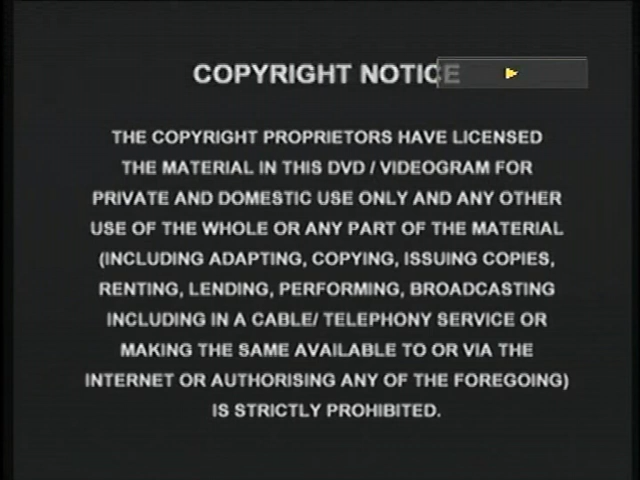 COPYRIGHT NOTICE
THE COPYRIGHT PROPRIETORS HAVE LICENSED
THE MATERIAL IN THIS DVD / VIDEOGRAM FOR
PRIVATE AND DOMESTIC USE ONLY AND ANY OTHER
USE OF THE WHOLE OR ANY PART OF THE MATERIAL
(INCLUDING ADAPTING, COPYING, ISSUING COPIES,
RENTING, LENDING, PERFORMING, BROADCASTING
INCLUDING IN A CABLE/ TELEPHONY SERVICE OR
MAKING THE SAME AVAILABLE TO OR VIA THE
INTERNET OR AUTHORISING ANY OF THE FOREGOING)
IS STRICTLY PROHIBITED.